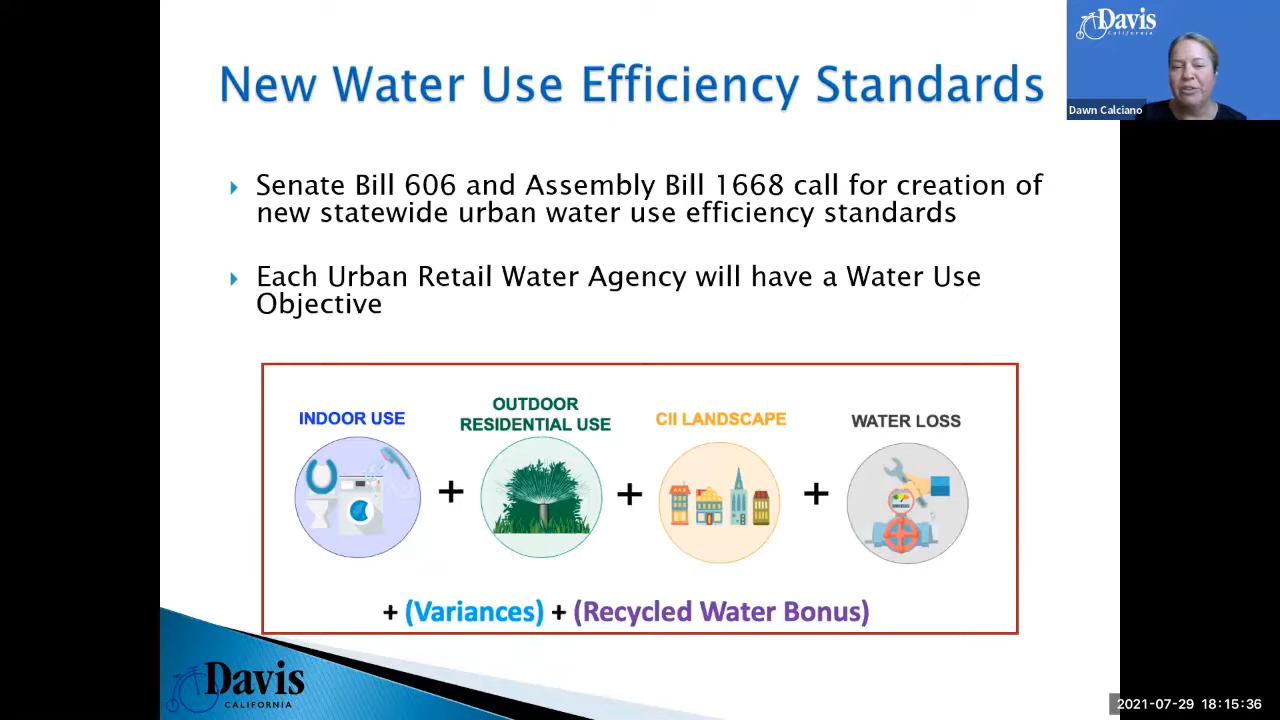 New Water Use Efficiency Standards
Senate Bill 606 and Assembly Bill 1668 call for creation of
new statewide urban water use efficiency standards
Each Urban Retail Water Agency will have a Water Use
Objective
INDOOR USE
+
OUTDOOR
RESIDENTIAL USE
+
CII LANDSCAPE
+
WATER LOSS
+ (Variances) + (Recycled Water Bonus)
Davis
CALIFORNIA
Davis
California
Dawn Calciano
2021-07-29 18:15:36